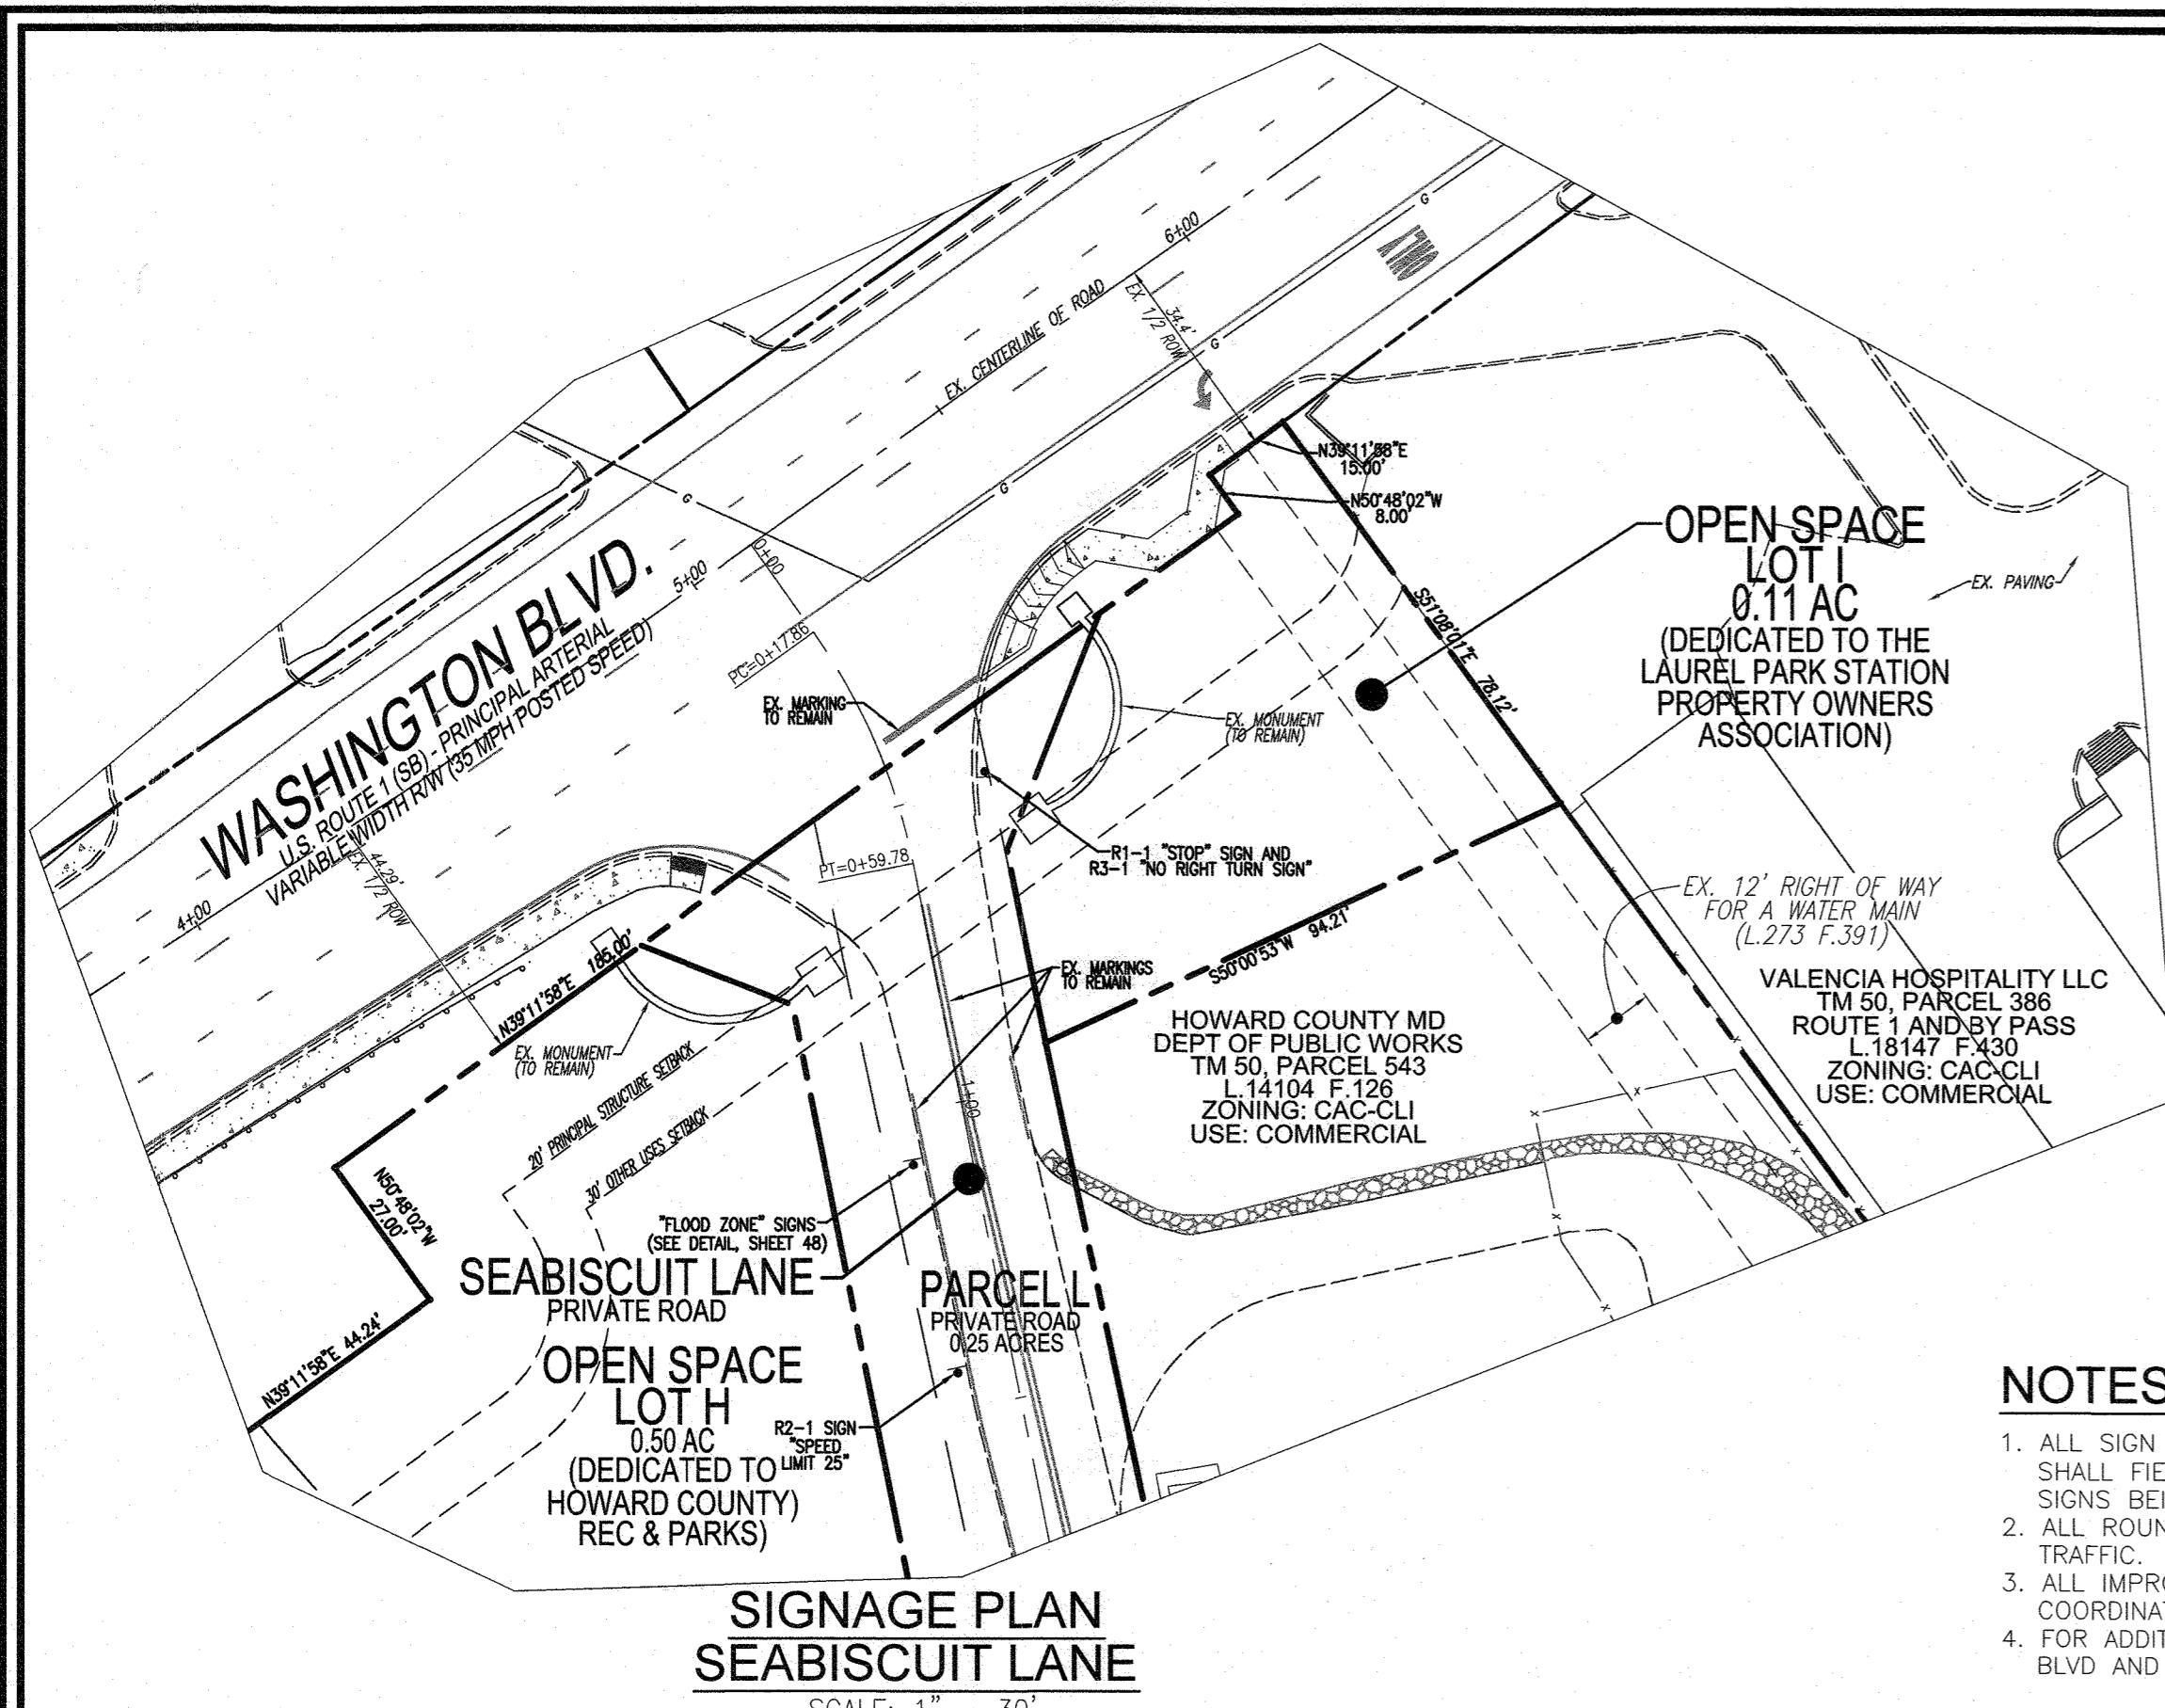 6+00
EX. CENTERLINE OF ROAD
34.4'
EX. 1/2 ROW
ONLY
G
G
G
G
N39°11'58"E
15.00'
N50°48'02"W
8.00'
OPEN SPACE
LOT I
0.11 AC
(DEDICATED TO THE
LAUREL PARK STATION
PROPERTY OWNERS
ASSOCIATION)
EX. PAVING
0+00
5+00
WASHINGTON BLVD.
U.S. ROUTE 1 (SB) - PRINCIPAL ARTERIAL
VARIABLE WIDTH R/W (35 MPH POSTED SPEED)
PC=0+17.86
EX. MARKING
TO REMAIN
S51°08'01"E 78.12'
EX. MONUMENT
(TO REMAIN)
44.29'
EX. 1/2 ROW
4+00
PT=0+59.78
R1-1 "STOP" SIGN AND
R3-1 "NO RIGHT TURN SIGN"
EX. 12' RIGHT OF WAY
FOR A WATER MAIN
(L.273 F.391)
N39°11'58"E 185.00'
S50°00'53"W 94.21'
EX. MARKINGS
TO REMAIN
VALENCIA HOSPITALITY LLC
TM 50, PARCEL 386
ROUTE 1 AND BY PASS
L.18147 F.430
ZONING: CAC-CLI
USE: COMMERCIAL
HOWARD COUNTY MD
DEPT OF PUBLIC WORKS
TM 50, PARCEL 543
L.14104 F.126
ZONING: CAC-CLI
USE: COMMERCIAL
EX. MONUMENT
(TO REMAIN)
20' PRINCIPAL STRUCTURE SETBACK
30' OTHER USES SETBACK
1+00
N50°48'02"W
27.00'
"FLOOD ZONE" SIGNS
(SEE DETAIL, SHEET 48)
SEABISCUIT LANE
PRIVATE ROAD
PARCEL L
PRIVATE ROAD
0.25 ACRES
N39°11'58"E 44.24'
OPEN SPACE
LOT H
0.50 AC
(DEDICATED TO
HOWARD COUNTY)
REC & PARKS)
R2-1 SIGN
"SPEED
LIMIT 25"
SIGNAGE PLAN
SEABISCUIT LANE
SCALE: 1" 30'
NOTES
1. ALL SIGN
SHALL FIE
SIGNS BEI
2. ALL ROUN
TRAFFIC.
3. ALL IMPRO
COORDINAT
4. FOR ADDIT
BLVD AND